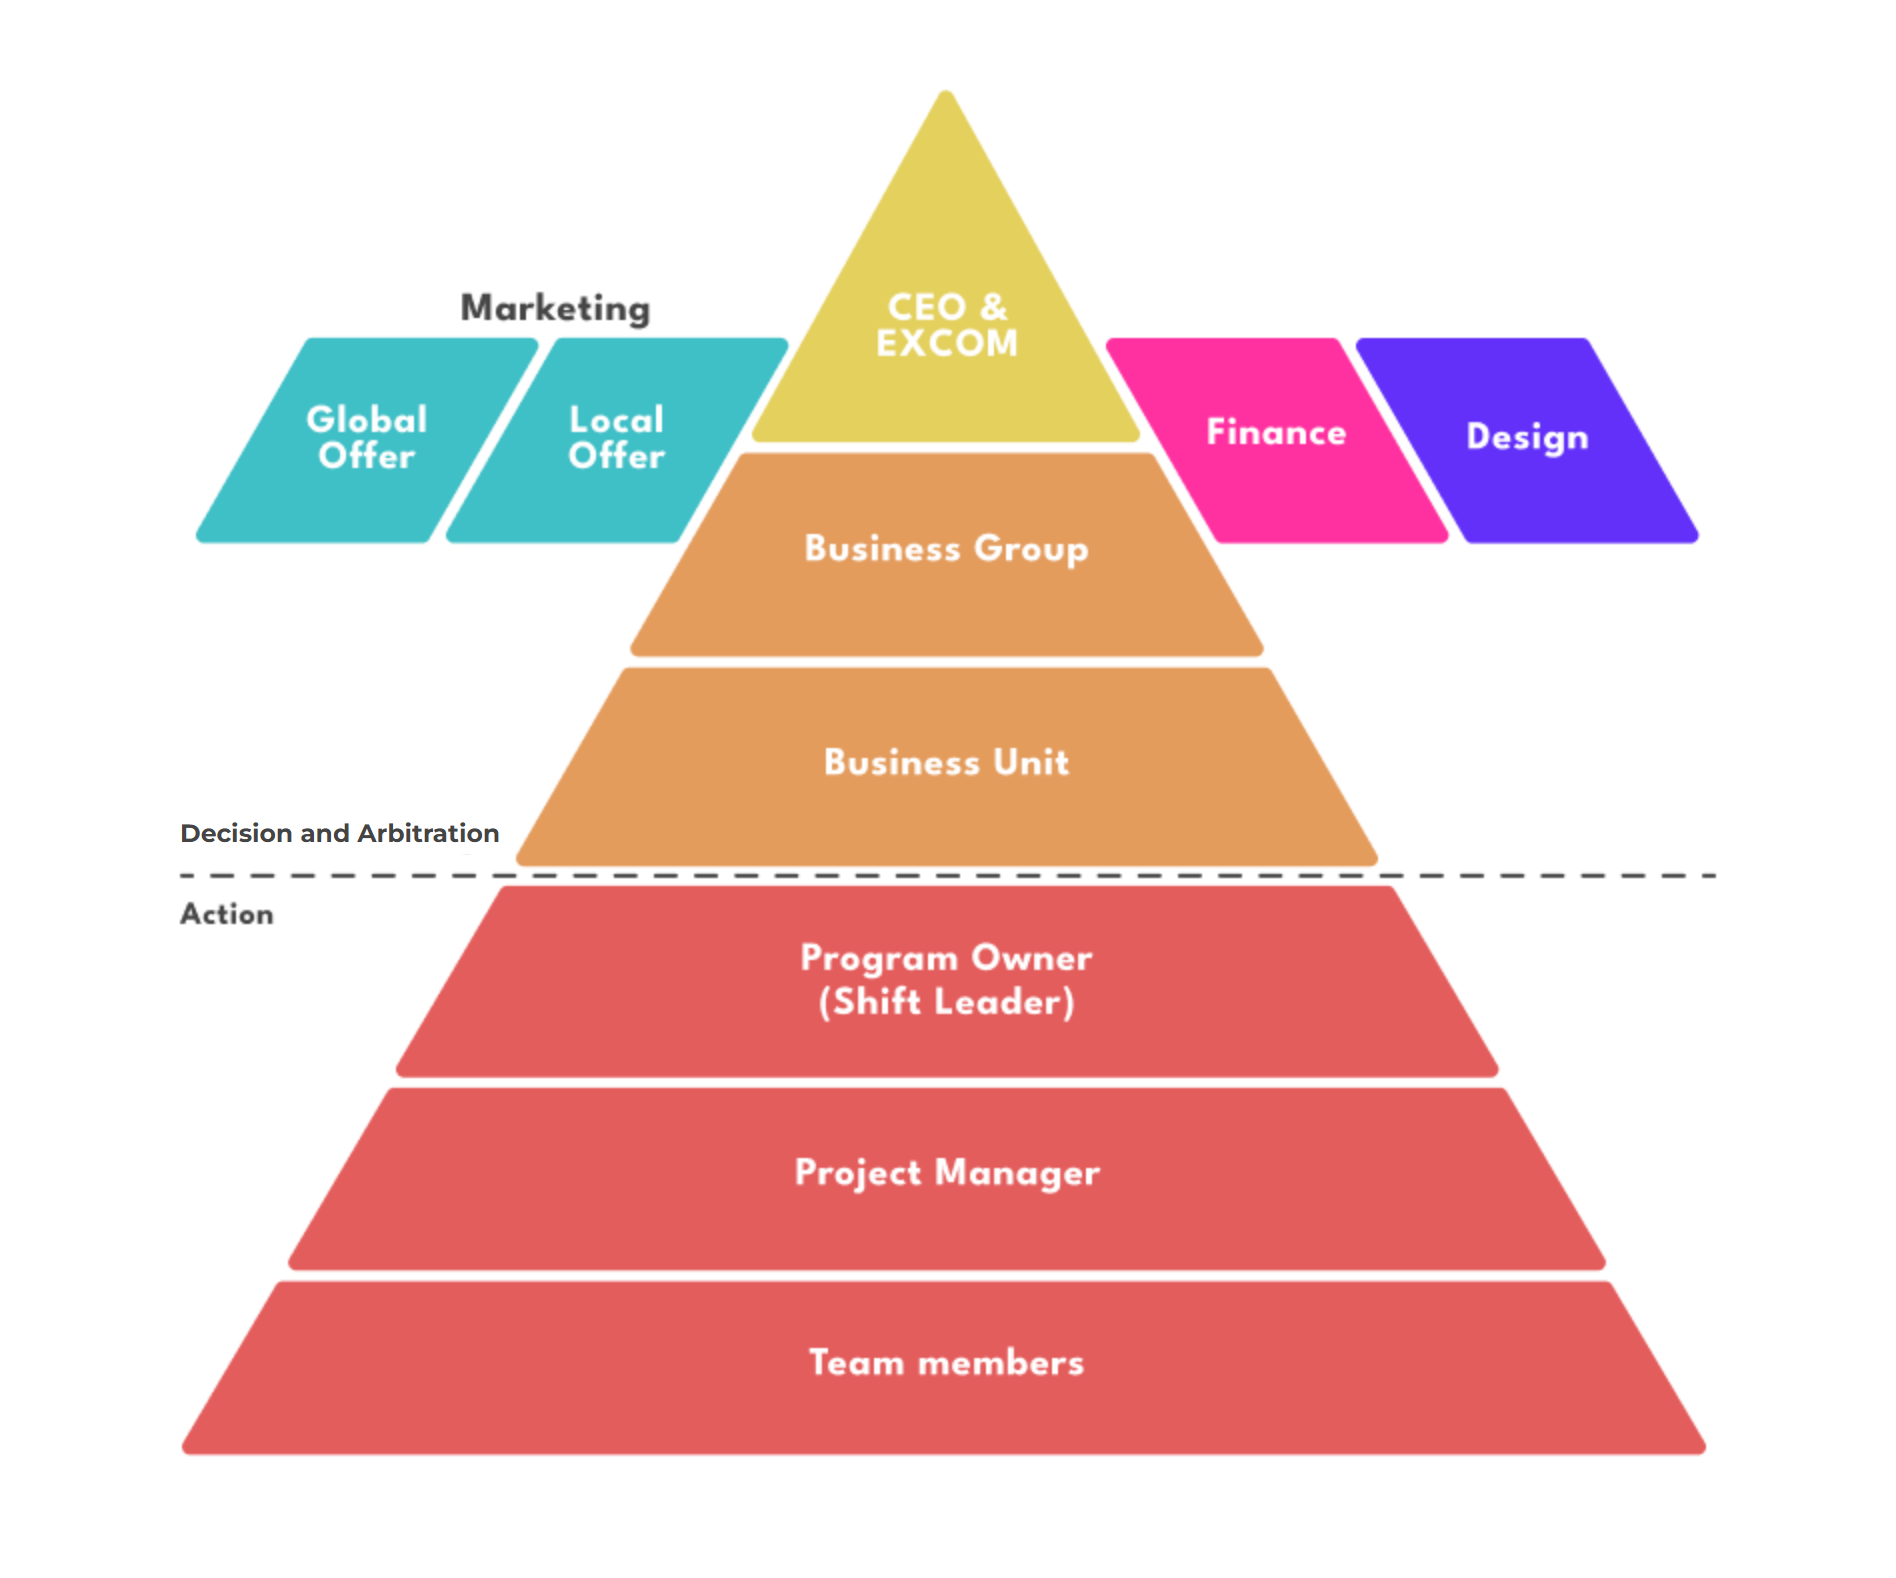 Marketing
CEO &
EXCOM
Global
Offer
Local
Offer
Finance
Design
Business Group
Business Unit
Decision and Arbitration
Action
Program Owner
(Shift Leader)
Project Manager
Team members